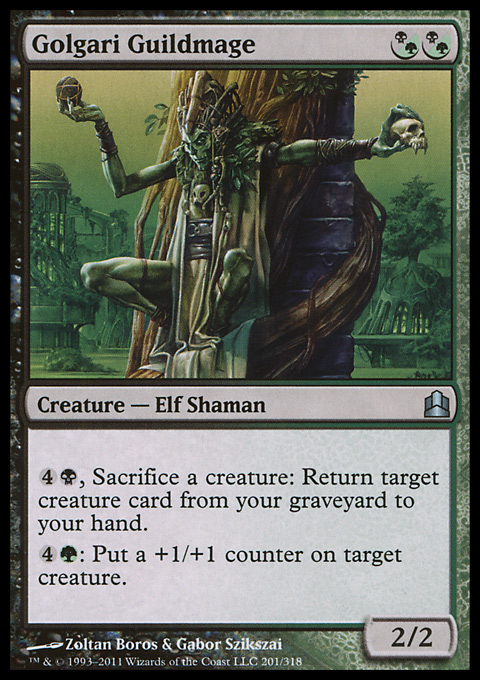 Golgari Guildmage
Creature — Elf Shaman
4, Sacrifice a creature: Return target
creature card from your graveyard to
your hand.
4: Put a +1/+1 counter on target
creature.
2/2
Zoltan Boros & Gabor Szikszai
™ & © 1993–2011 Wizards of the Coast LLC 201/318